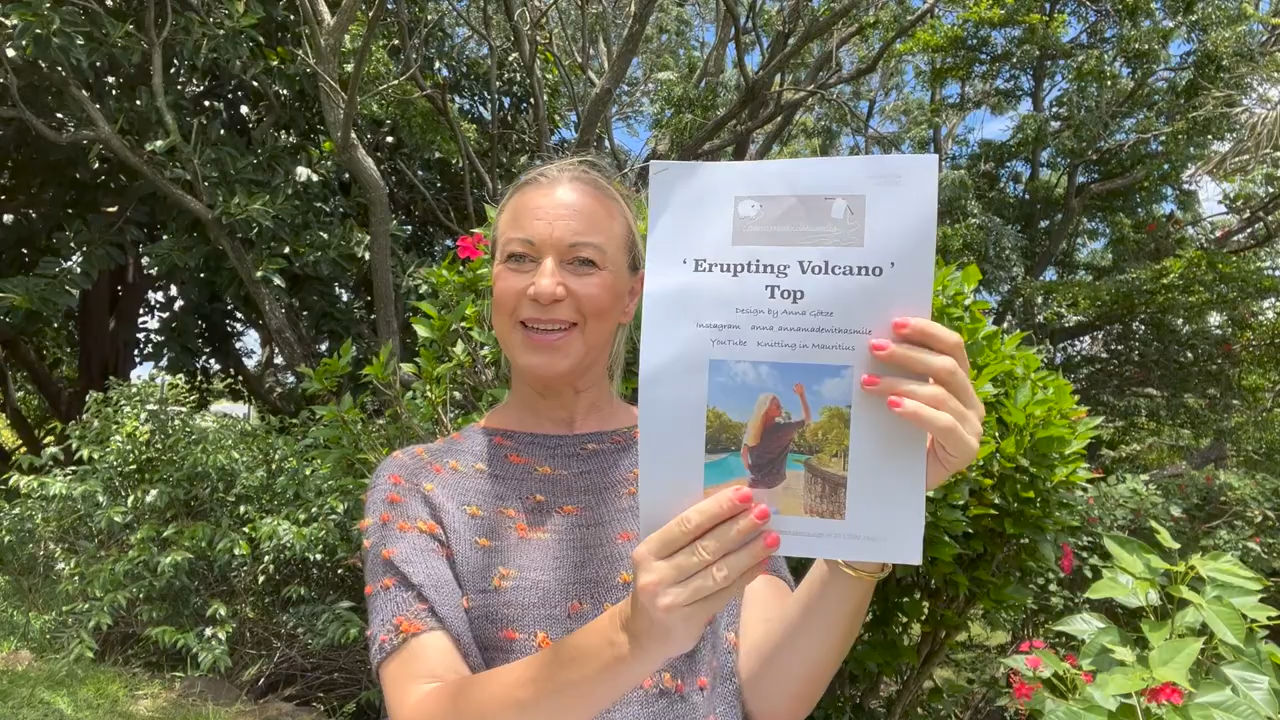 ‘ Erupting Volcano ’
Top
Design by Anna Götze
Instagram anna_annamadewithasmile
YouTube Knitting in Mauritius